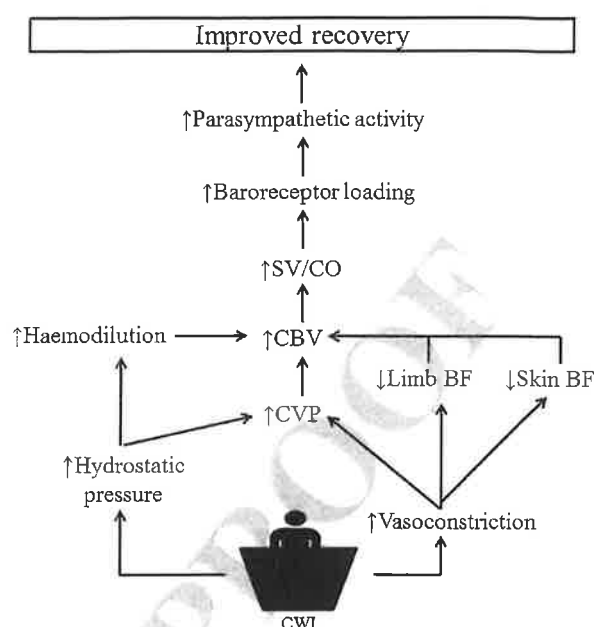 Improved recovery
↑Parasympathetic activity
↑Baroreceptor loading
↑SV/CO
↑Haemodilution
↑CBV
↓Limb BF
↓Skin BF
↑CVP
↑Hydrostatic
pressure
↑Vasoconstriction
CWI
PROOF